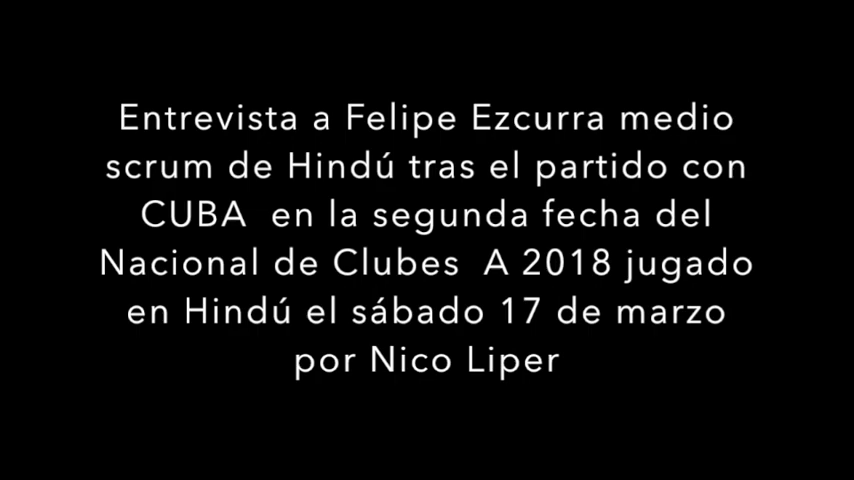 Entrevista a Felipe Ezcurra medio
scrum de Hindú tras el partido con
CUBA  en la segunda fecha del
Nacional de Clubes  A 2018 jugado
en Hindú el sábado 17 de marzo
por Nico Liper